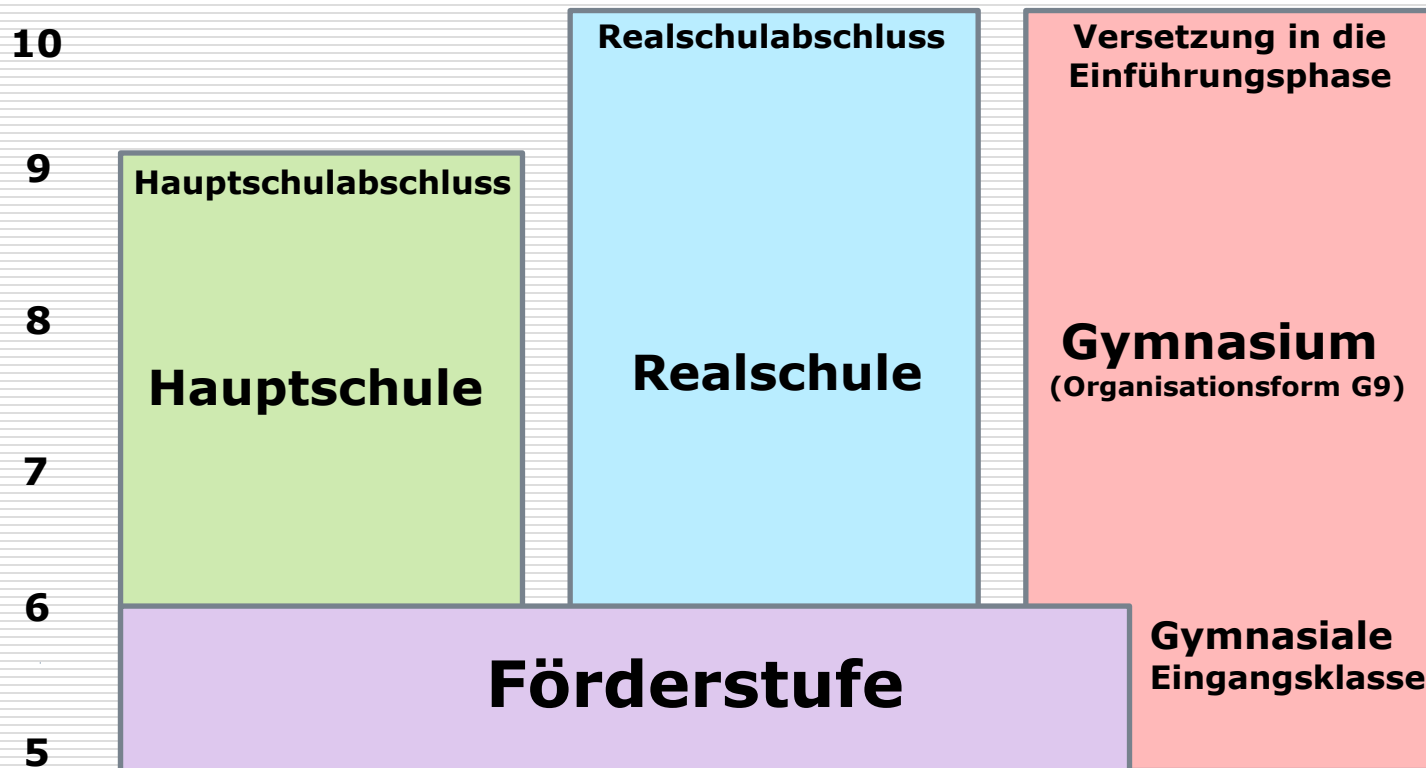 10
Realschulabschluss
Versetzung in die
Einführungsphase
9
Hauptschulabschluss
8
Hauptschule
Realschule
Gymnasium
(Organisationsform G9)
7
6
Förderstufe
Gymnasiale
Eingangsklasse
5